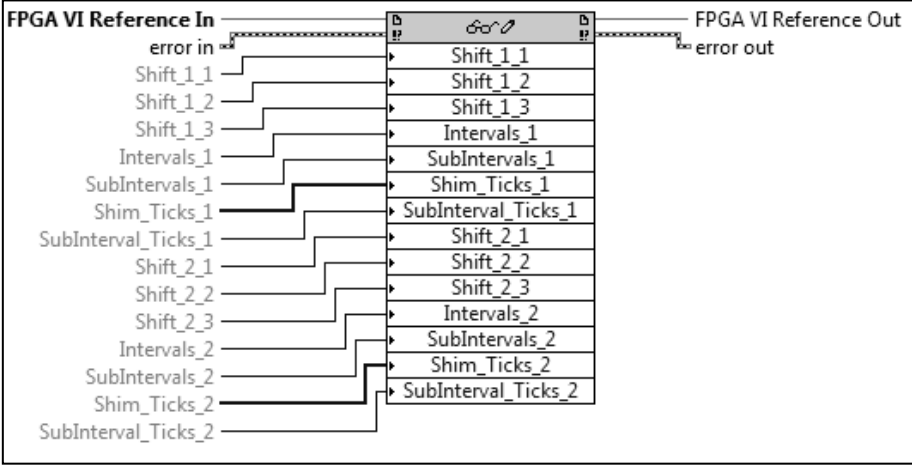 FPGA VI Reference In
FPGA VI Reference Out
error in
error out
Shift_1_1
Shift_1_2
Shift_1_3
Intervals_1
SubIntervals_1
Shim_Ticks_1
SubInterval_Ticks_1
Shift_2_1
Shift_2_2
Shift_2_3
Intervals_2
SubIntervals_2
Shim_Ticks_2
SubInterval_Ticks_2
Shift_1_1
Shift_1_2
Shift_1_3
Intervals_1
SubIntervals_1
Shim_Ticks_1
SubInterval_Ticks_1
Shift_2_1
Shift_2_2
Shift_2_3
Intervals_2
SubIntervals_2
Shim_Ticks_2
SubInterval_Ticks_2